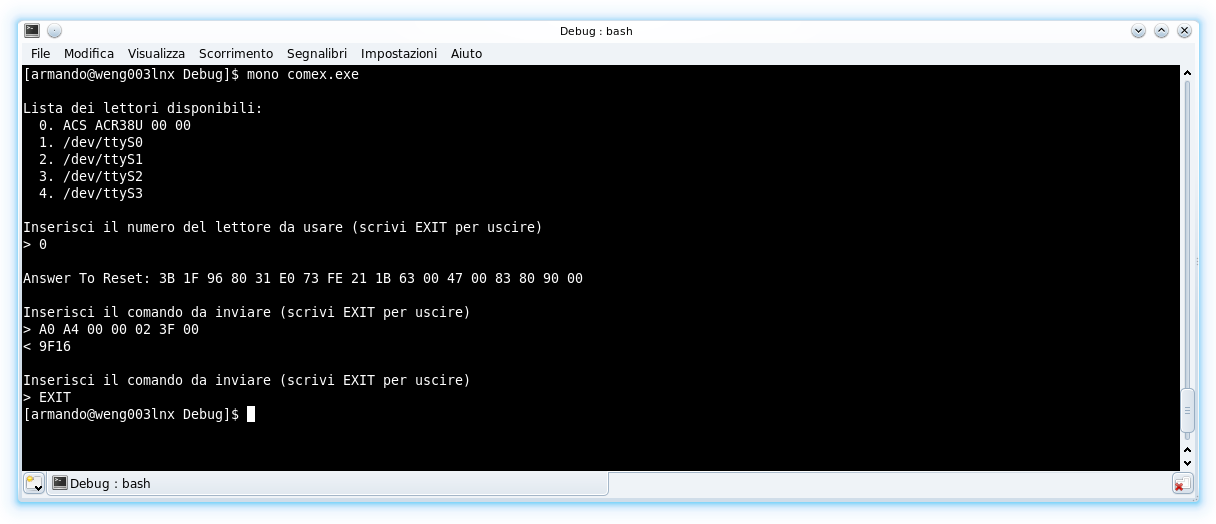 Debug : bash
File Modifica Visualizza Scorrimento Segnalibri Impostazioni Aiuto
[armando@weng003lnx Debug]$ mono comex.exe
Lista dei lettori disponibili:
0. ACS ACR38U 00 00
1. /dev/ttyS0
2. /dev/ttyS1
3. /dev/ttyS2
4. /dev/ttyS3
Inserisci il numero del lettore da usare (scrivi EXIT per uscire)
> 0
Answer To Reset: 3B 1F 96 80 31 E0 73 FE 21 1B 63 00 47 00 83 80 90 00
Inserisci il comando da inviare (scrivi EXIT per uscire)
> A0 A4 00 00 02 3F 00
< 9F16
Inserisci il comando da inviare (scrivi EXIT per uscire)
> EXIT
[armando@weng003lnx Debug]$
Debug : bash